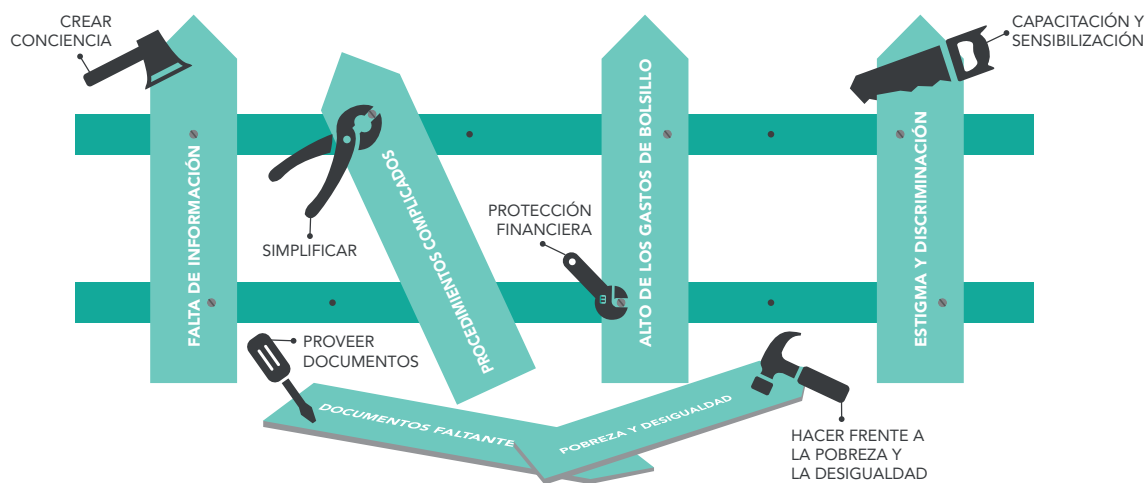 CREAR
CONCIENCIA
FALTA DE INFORMACIÓN
SIMPLIFICAR
PROCEDIMIENTOS COMPLICADOS
PROTECCIÓN
FINANCIERA
ALTO DE LOS GASTOS DE BOLSILLO
CAPACITACIÓN Y
SENSIBILIZACIÓN
ESTIGMA Y DISCRIMINACIÓN
PROVEER
DOCUMENTOS
DOCUMENTOS FALTANTE
POBREZA Y DESIGUALDAD
HACER FRENTE A
LA POBREZA Y
LA DESIGUALDAD